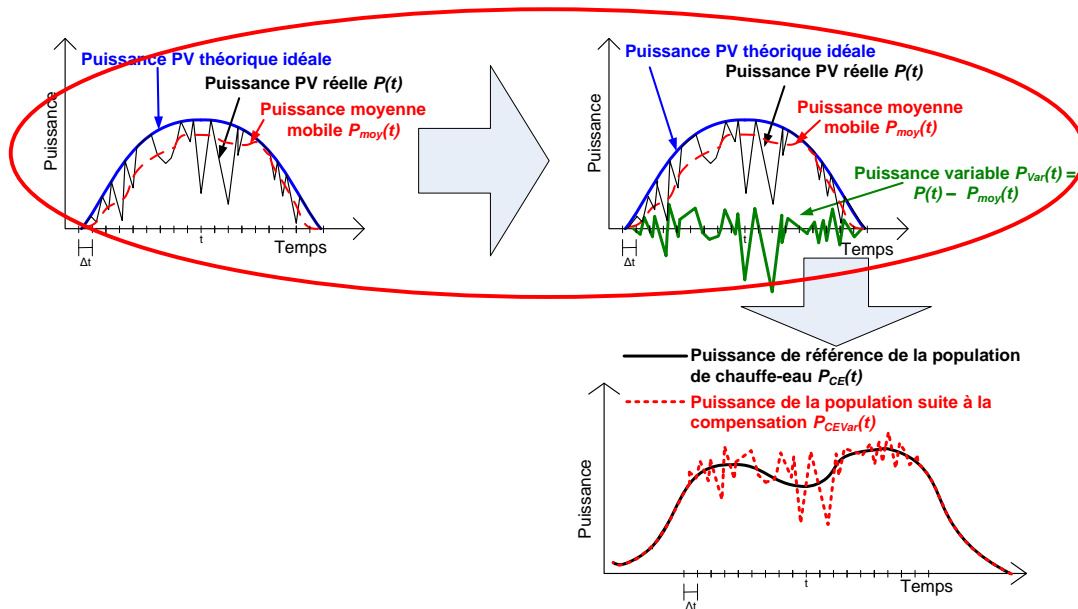 Puissance PV théorique idéale
Puissance PV réelle P(t)
Puissance moyenne
mobile Pmoy(t)
Puissance
t
Temps
Δt
Puissance PV théorique idéale
Puissance PV réelle P(t)
Puissance moyenne
mobile Pmoy(t)
Puissance variable PVar(t) =
P(t) − Pmoy(t)
Puissance
t
Temps
Δt
Puissance de référence de la population
de chauffe-eau PCE(t)
Puissance de la population suite à la
compensation PCEVar(t)
Puissance
t
Temps
Δt